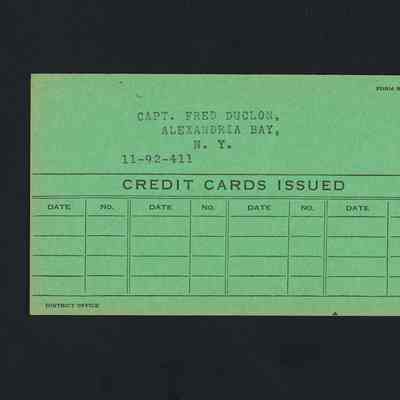 FORM
CAPT. FRED DUCLON,
ALEXANDRIA BAY,
N. Y.
11-92-411
CREDIT CARDS ISSUED
DATE NO. DATE NO. DATE NO. DATE
DISTRICT OFFICE